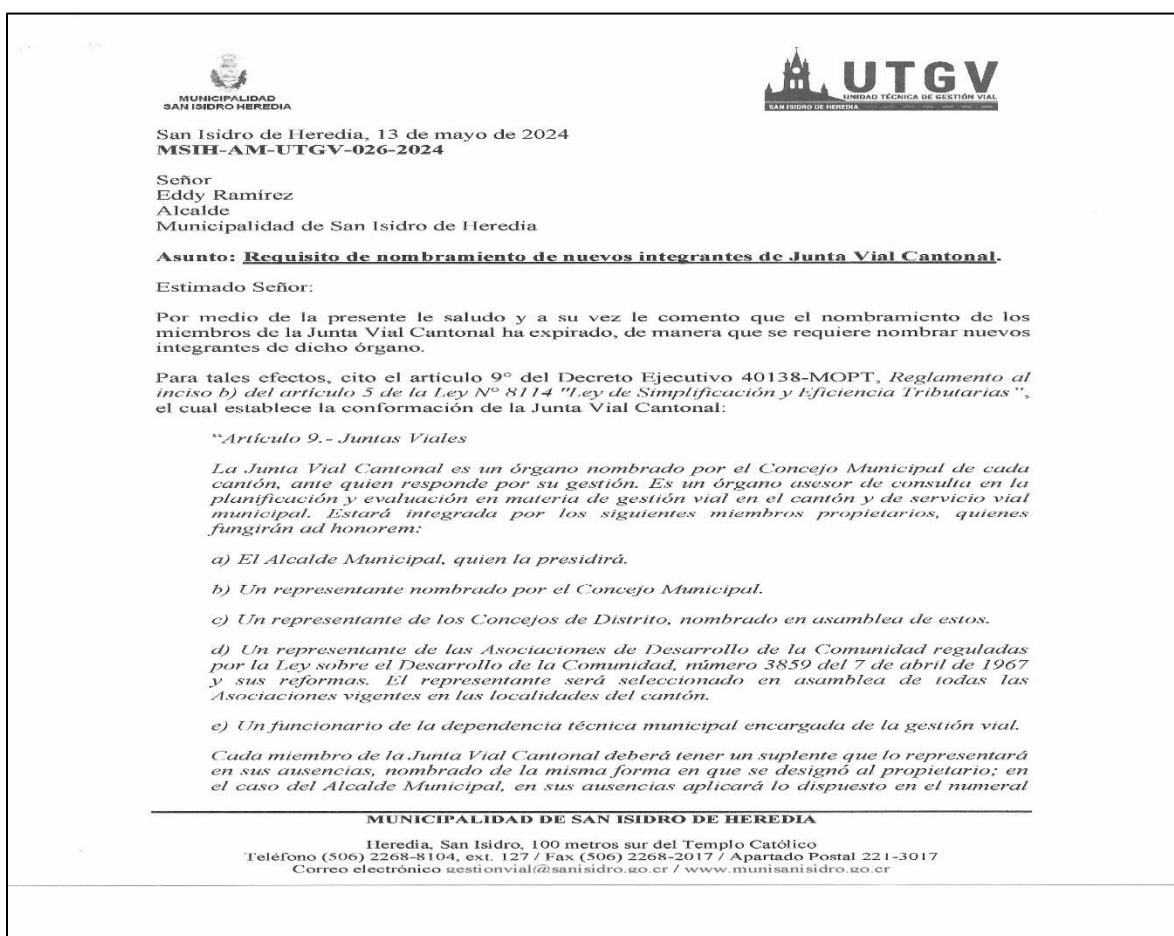 MUNICIPALIDAD
SAN ISIDRO HEREDIA
UTGV
UNIDAD TÉCNICA DE GESTIÓN VIAL
SAN ISIDRO DE HEREDIA
San Isidro de Heredia, 13 de mayo de 2024
MSIH-AM-UTGV-026-2024
Señor
Eddy Ramírez
Alcalde
Municipalidad de San Isidro de Heredia
Asunto: Requisito de nombramiento de nuevos integrantes de Junta Vial Cantonal.
Estimado Señor:
Por medio de la presente le saludo y a su vez le comento que el nombramiento de los
miembros de la Junta Vial Cantonal ha expirado, de manera que se requiere nombrar nuevos
integrantes de dicho órgano.
Para tales efectos, cito el artículo 9° del Decreto Ejecutivo 40138-MOPT, Reglamento al
inciso b) del artículo 5 de la Ley N° 8114 "Ley de Simplificación y Eficiencia Tributarias",
el cual establece la conformación de la Junta Vial Cantonal:
"Artículo 9.- Juntas Viales
La Junta Vial Cantonal es un órgano nombrado por el Concejo Municipal de cada
cantón, ante quien responde por su gestión. Es un órgano asesor de consulta en la
planificación y evaluación en materia de gestión vial en el cantón y de servicio vial
municipal. Estará integrada por los siguientes miembros propietarios, quienes
fungirán ad honorem:
a) El Alcalde Municipal, quien la presidirá.
b) Un representante nombrado por el Concejo Municipal.
c) Un representante de los Concejos de Distrito, nombrado en asamblea de estos.
d) Un representante de las Asociaciones de Desarrollo de la Comunidad reguladas
por la Ley sobre el Desarrollo de la Comunidad, número 3859 del 7 de abril de 1967
y sus reformas. El representante será seleccionado en asamblea de todas las
Asociaciones vigentes en las localidades del cantón.
e) Un funcionario de la dependencia técnica municipal encargada de la gestión vial.
Cada miembro de la Junta Vial Cantonal deberá tener un suplente que lo representará
en sus ausencias, nombrado de la misma forma en que se designó al propietario; en
el caso del Alcalde Municipal, en sus ausencias aplicará lo dispuesto en el numeral
MUNICIPALIDAD DE SAN ISIDRO DE HEREDIA
Heredia, San Isidro, 100 metros sur del Templo Católico
Teléfono (506) 2268-8104, ext. 127 / Fax (506) 2268-2017 / Apartado Postal 221-3017
Correo electrónico gestionvial@sanisidro.go.cr / www.munisanisidro.go.cr